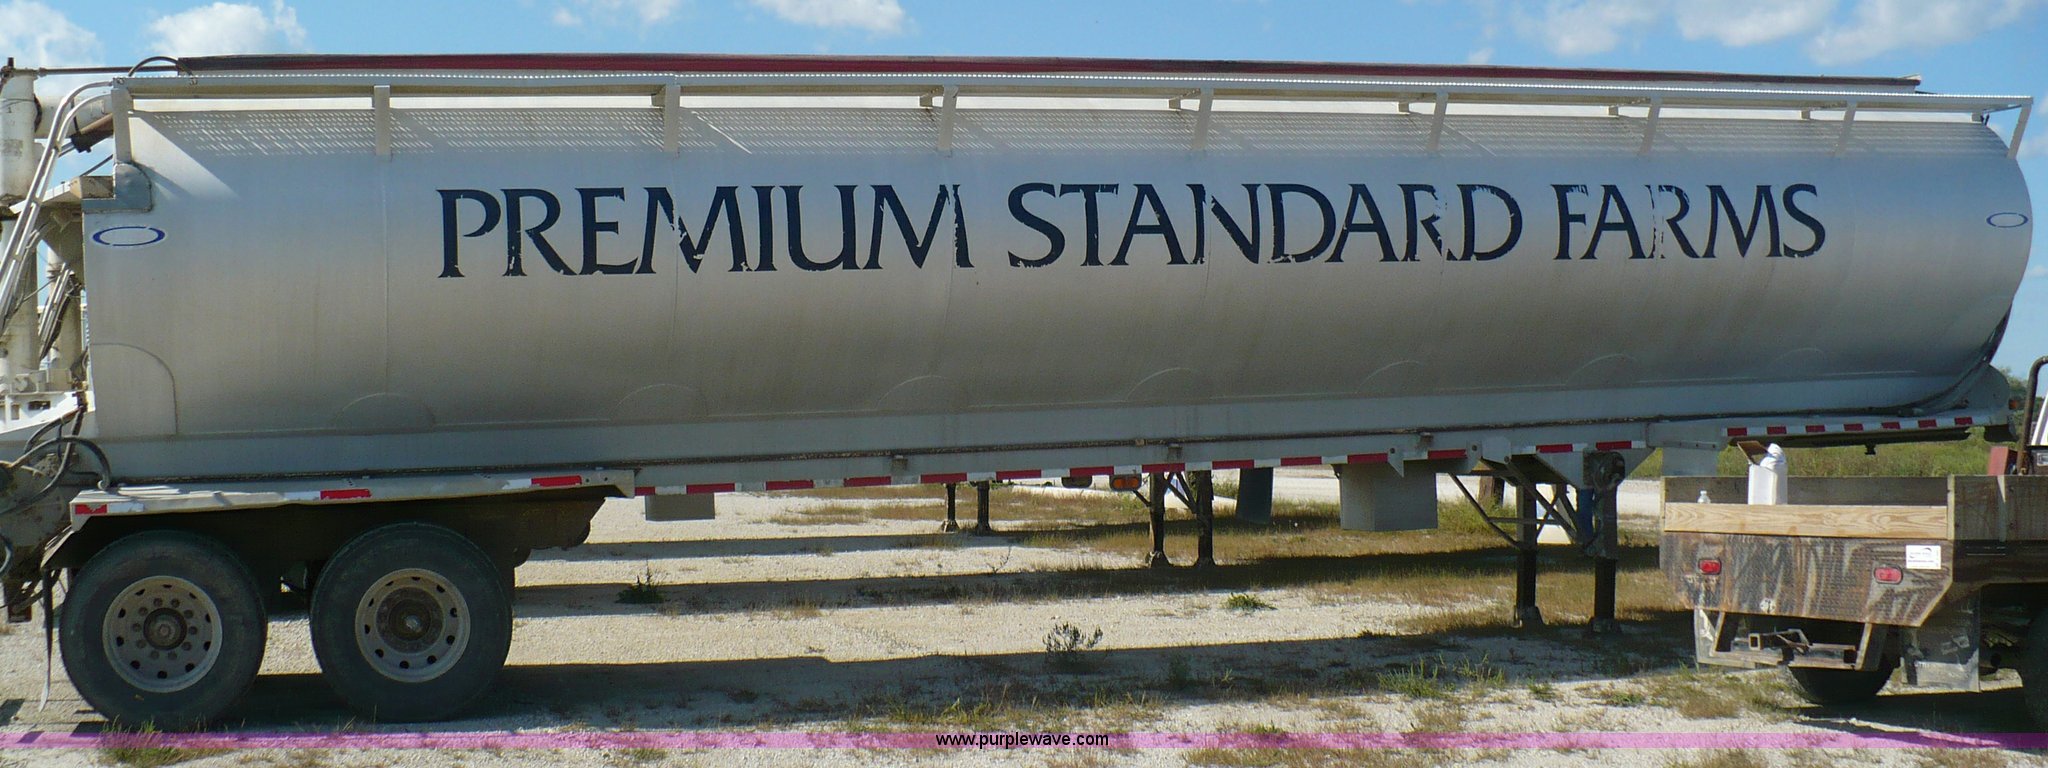 PREMIUM STANDARD FARMS
www.purplewave.com